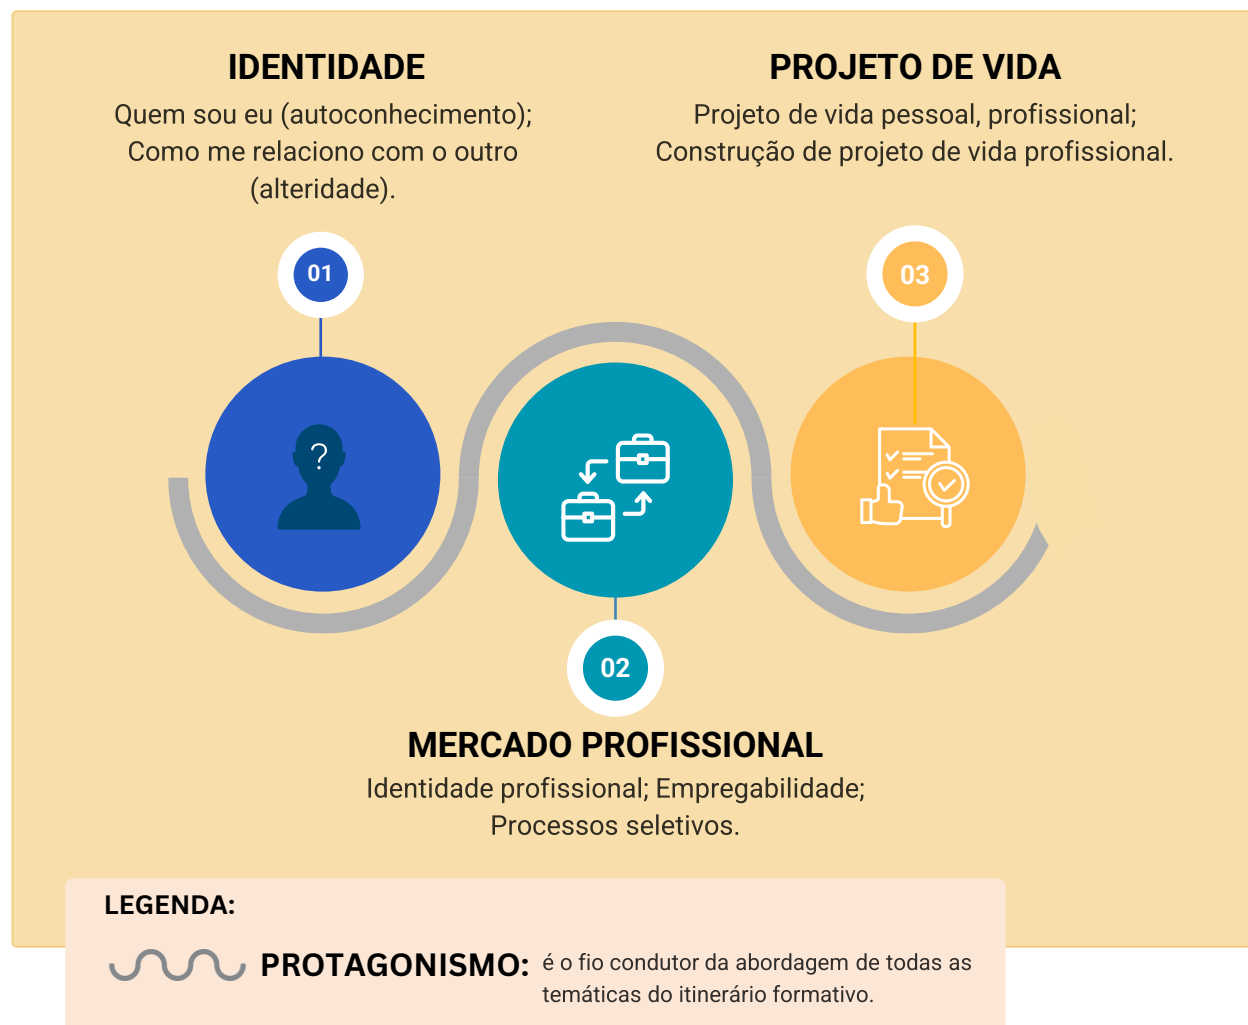 IDENTIDADE
Quem sou eu (autoconhecimento);
Como me relaciono com o outro
(alteridade).
PROJETO DE VIDA
Projeto de vida pessoal, profissional;
Construção de projeto de vida profissional.
01
03
?
02
MERCADO PROFISSIONAL
Identidade profissional; Empregabilidade;
Processos seletivos.
LEGENDA:
PROTAGONISMO: é o fio condutor da abordagem de todas as
temáticas do itinerário formativo.